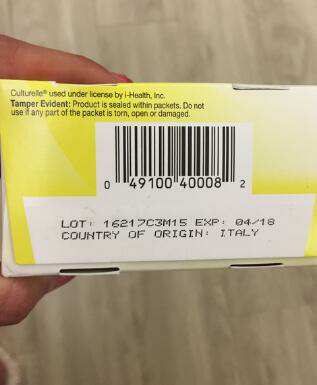 Culturelle® used under license by i-Health, Inc.
Tamper Evident: Product is sealed within packets. Do not
use if any part of the packet is torn, open or damaged.
0 49100 40008 2
LOT: 16217C3M15 EXP: 04/18
COUNTRY OF ORIGIN: ITALY